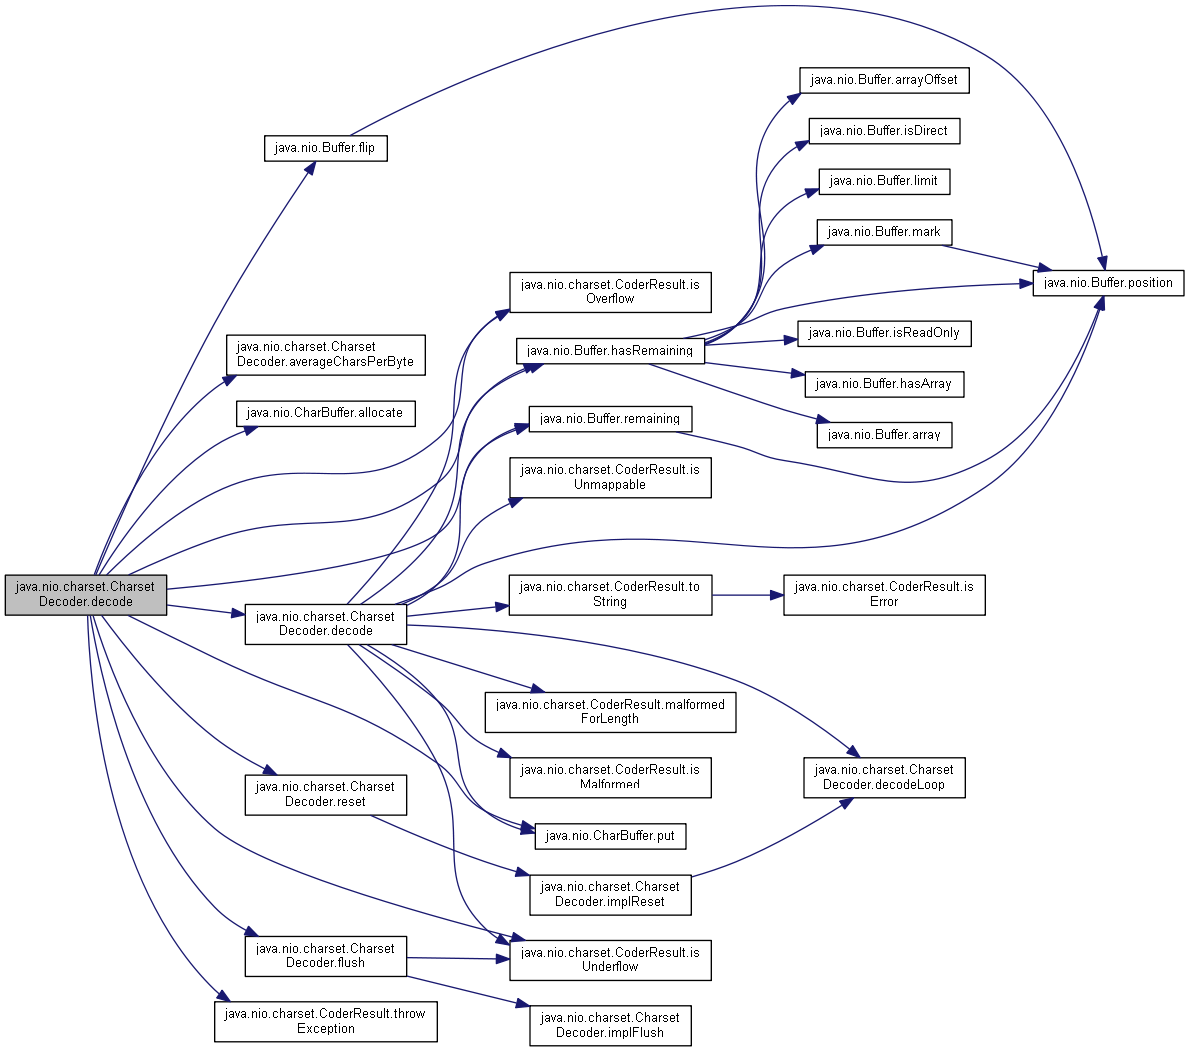 java.nio.Buffer.arrayOffset
java.nio.Buffer.isDirect
java.nio.Buffer.flip
java.nio.Buffer.limit
java.nio.Buffer.mark
java.nio.Buffer.position
java.nio.charset.CoderResult.is
Overflow
java.nio.Buffer.isReadOnly
java.nio.charset.Charset
Decoder.averageCharsPerByte
java.nio.Buffer.hasRemaining
java.nio.Buffer.hasArray
java.nio.CharBuffer.allocate
java.nio.Buffer.remaining
java.nio.Buffer.array
java.nio.charset.CoderResult.is
Unmappable
java.nio.charset.Charset
Decoder.decode
java.nio.charset.CoderResult.to
String
java.nio.charset.CoderResult.is
Error
java.nio.charset.Charset
Decoder.decode
java.nio.charset.CoderResult.malformed
ForLength
java.nio.charset.CoderResult.is
Malformed
java.nio.charset.Charset
Decoder.decodeLoop
java.nio.charset.Charset
Decoder.reset
java.nio.CharBuffer.put
java.nio.charset.Charset
Decoder.implReset
java.nio.charset.Charset
Decoder.flush
java.nio.charset.CoderResult.is
Underflow
java.nio.charset.CoderResult.throw
Exception
java.nio.charset.Charset
Decoder.implFlush